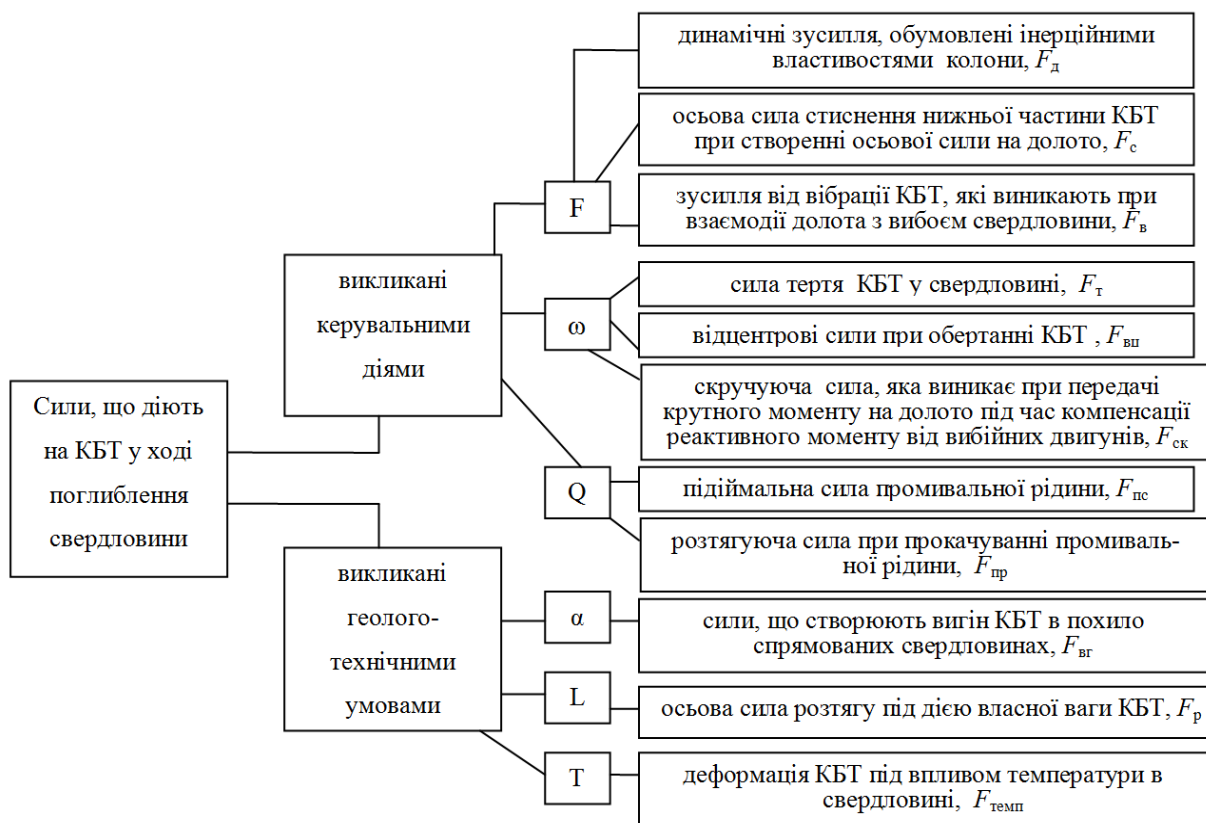 динамічні зусилля, обумовлені інерційними
властивостями колони, Fд
осьова сила стиснення нижньої частини КБТ
при створенні осьової сили на долото, Fс
F
зусилля від вібрації КБТ, які виникають при
взаємодії долота з вибоєм свердловини, Fв
викликані
керувальними
діями
ω
сила тертя КБТ у свердловині, Fт
відцентрові сили при обертанні КБТ , Fвц
скручуюча сила, яка виникає при передачі
крутного моменту на долото під час компенсації
реактивного моменту від вибійних двигунів, Fск
Сили, що діють
на КБТ у ході
поглиблення
свердловини
Q
підіймальна сила промивальної рідини, Fпс
розтягуюча сила при прокачуванні промиваль-
ної рідини, Fпр
викликані
геолого-
технічними
умовами
α
сили, що створюють вигін КБТ в похило
спрямованих свердловинах, Fвг
L
осьова сила розтягу під дією власної ваги КБТ, Fр
T
деформація КБТ під впливом температури в
свердловині, Fтемп